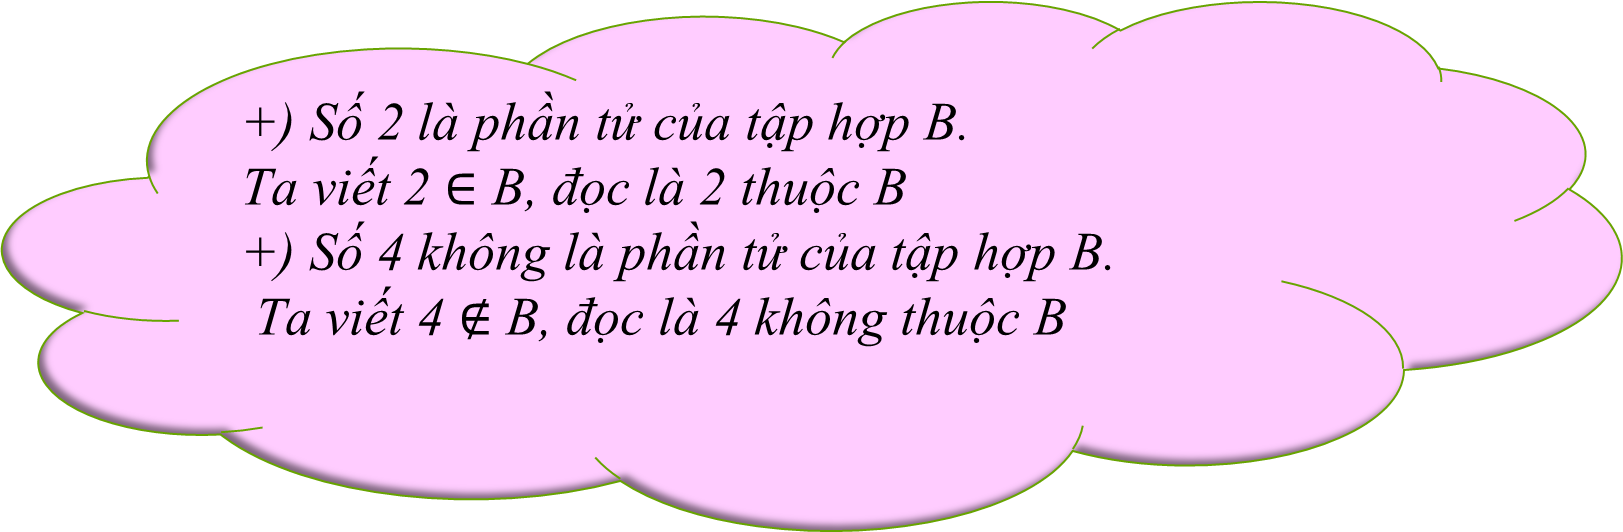 +) Số 2 là phần tử của tập hợp B.
Ta viết 2 ∈ B, đọc là 2 thuộc B
+) Số 4 không là phần tử của tập hợp B.
Ta viết 4 ∉ B, đọc là 4 không thuộc B